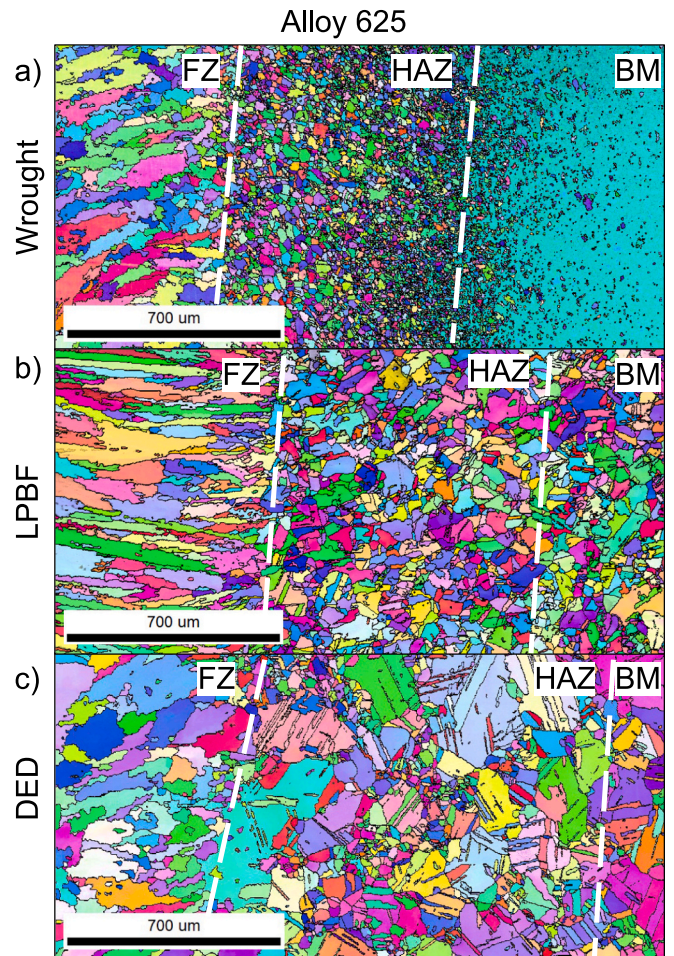 Alloy 625
a)
Wrought
FZ
HAZ
BM
700 um
b)
LPBF
FZ
HAZ
BM
700 um
c)
DED
FZ
HAZ
BM
700 um